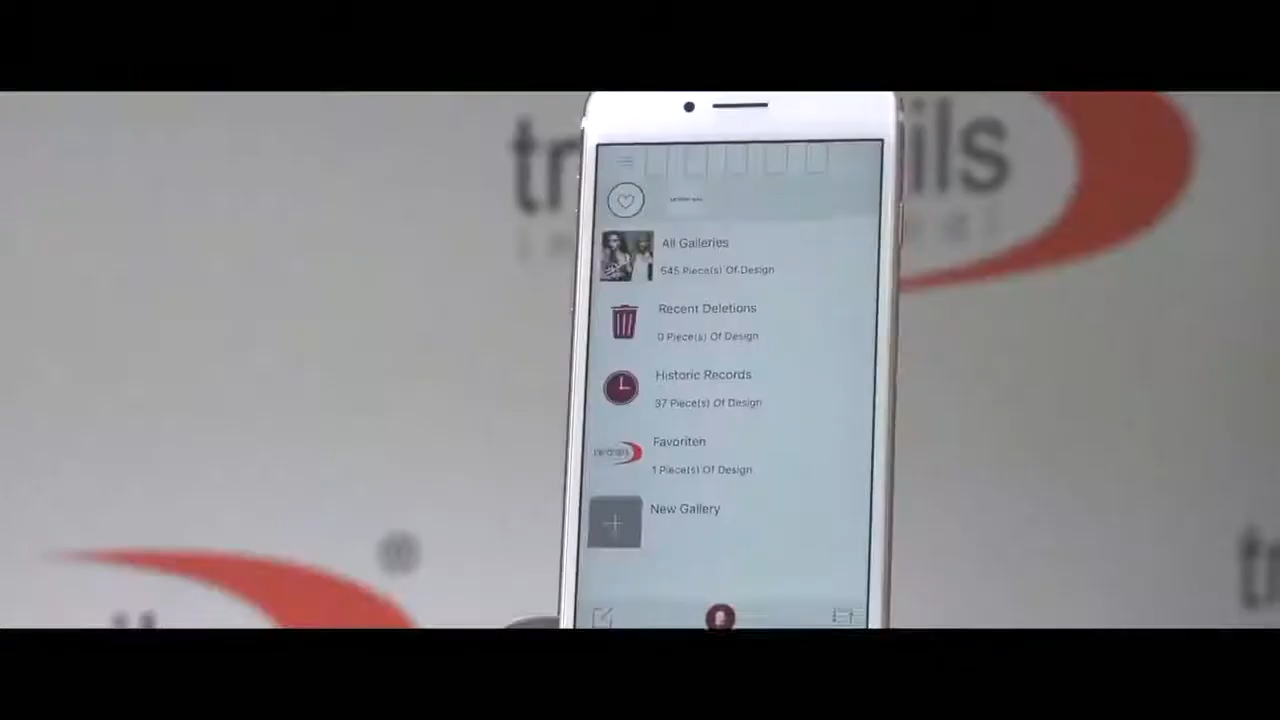 All Galleries
545 Piece(s) Of Design
Recent Deletions
0 Piece(s) Of Design
Historic Records
37 Piece(s) Of Design
Favoriten
1 Piece(s) Of Design
New Gallery
®